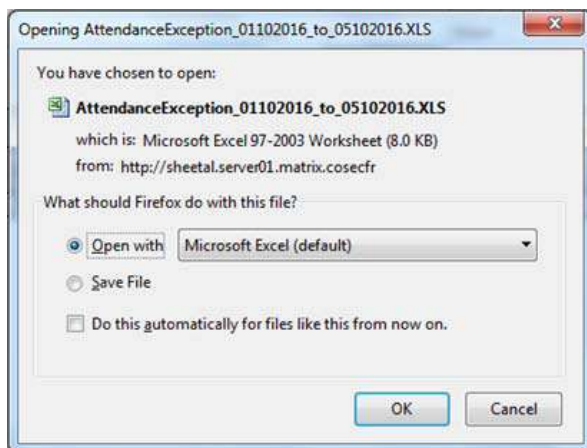 Opening AttendanceException_01102016_to_05102016.XLS
You have chosen to open:
AttendanceException_01102016_to_05102016.XLS
which is: Microsoft Excel 97-2003 Worksheet (8.0 KB)
from: http://sheetal.server01.matrix.cosecfr
What should Firefox do with this file?
Open with Microsoft Excel (default)
Save File
Do this automatically for files like this from now on.
OK Cancel